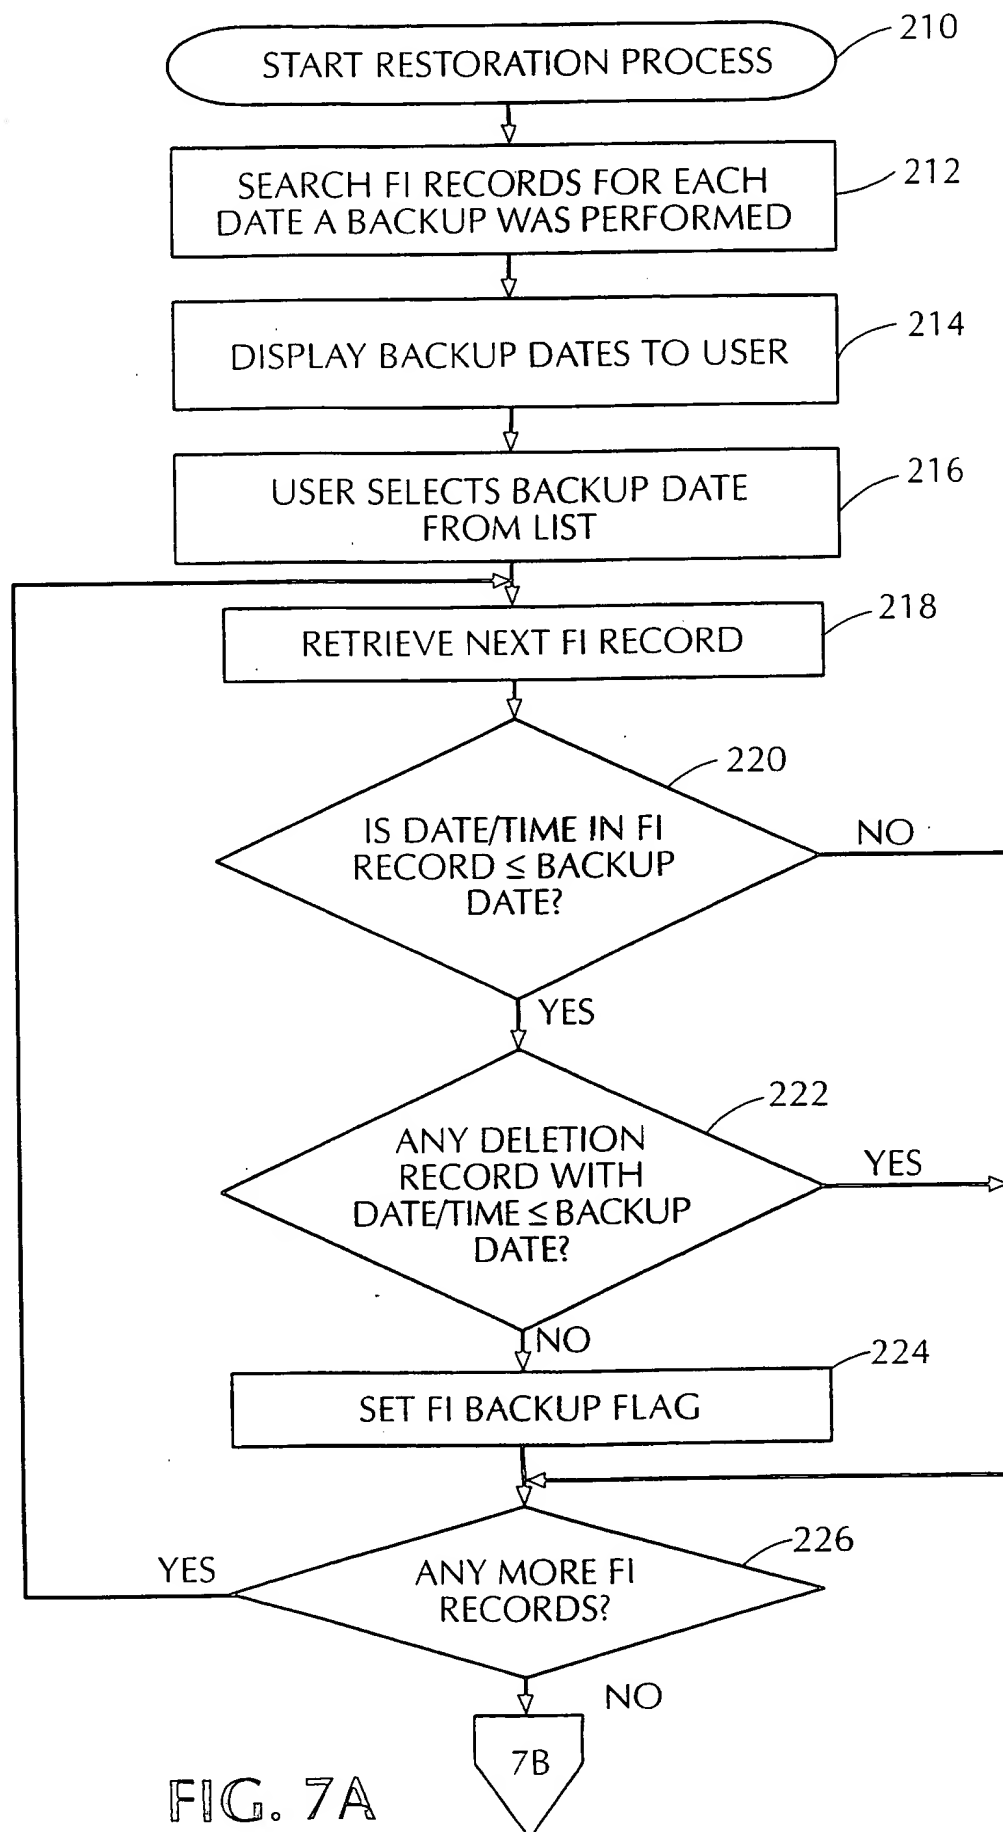 START RESTORATION PROCESS
210
SEARCH FI RECORDS FOR EACH
DATE A BACKUP WAS PERFORMED
212
DISPLAY BACKUP DATES TO USER
214
USER SELECTS BACKUP DATE
FROM LIST
216
RETRIEVE NEXT FI RECORD
218
220
IS DATE/TIME IN FI
RECORD ≤ BACKUP
DATE?
NO
YES
222
ANY DELETION
RECORD WITH
DATE/TIME ≤ BACKUP
DATE?
YES
NO
224
SET FI BACKUP FLAG
226
YES
ANY MORE FI
RECORDS?
NO
7B
FIG. 7A